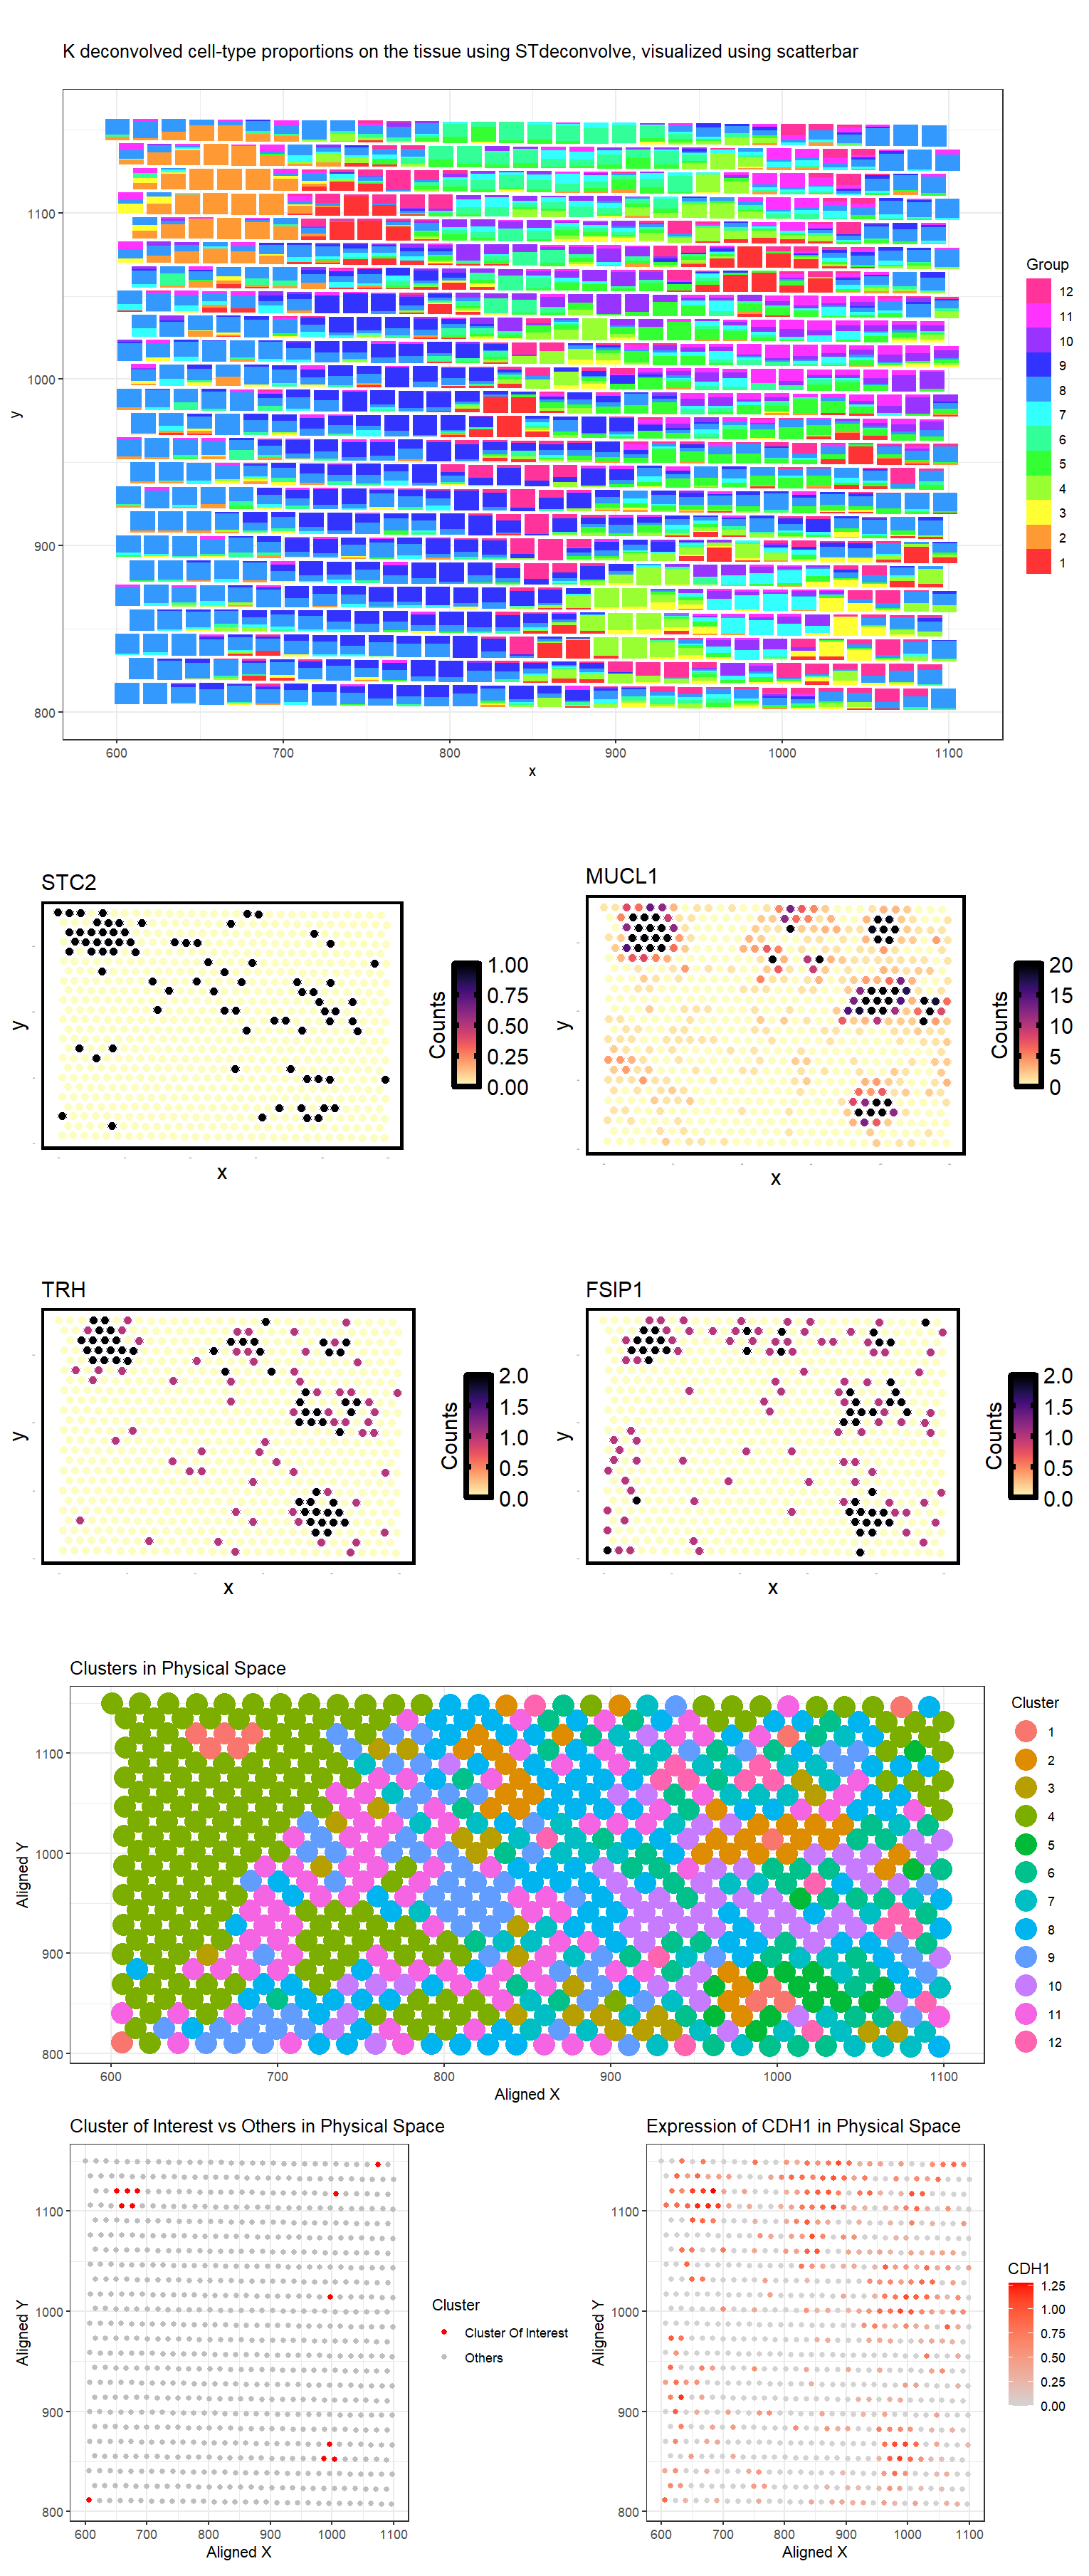 K deconvolved cell-type proportions on the tissue using STdeconvolve, visualized using scatterbar
1100
1000
900
800
y
600
700
800
900
1000
1100
x
Group
12
11
10
9
8
7
6
5
4
3
2
1
STC2
y
x
Counts
1.00
0.75
0.50
0.25
0.00
MUCL1
y
x
Counts
20
15
10
5
0
TRH
y
x
Counts
2.0
1.5
1.0
0.5
0.0
FSIP1
y
x
Counts
2.0
1.5
1.0
0.5
0.0
Clusters in Physical Space
1100
1000
900
800
Aligned Y
600
700
800
900
1000
1100
Aligned X
Cluster
1
2
3
4
5
6
7
8
9
10
11
12
Cluster of Interest vs Others in Physical Space
1100
1000
900
800
Aligned Y
600
700
800
900
1000
1100
Aligned X
Cluster
Cluster Of Interest
Others
Expression of CDH1 in Physical Space
1100
1000
900
800
Aligned Y
600
700
800
900
1000
1100
Aligned X
CDH1
1.25
1.00
0.75
0.50
0.25
0.00